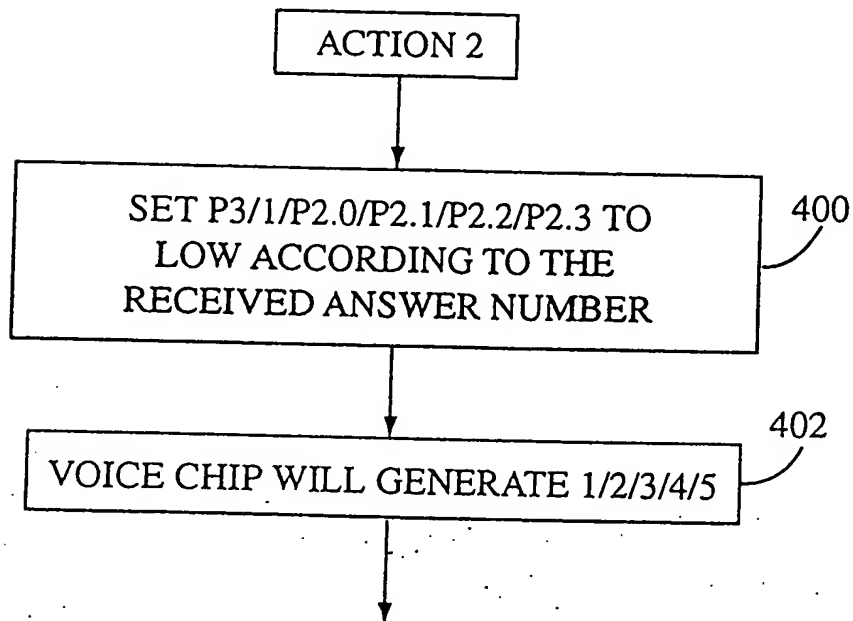 ACTION 2
SET P3/1/P2.0/P2.1/P2.2/P2.3 TO
LOW ACCORDING TO THE
RECEIVED ANSWER NUMBER
400
VOICE CHIP WILL GENERATE 1/2/3/4/5
402